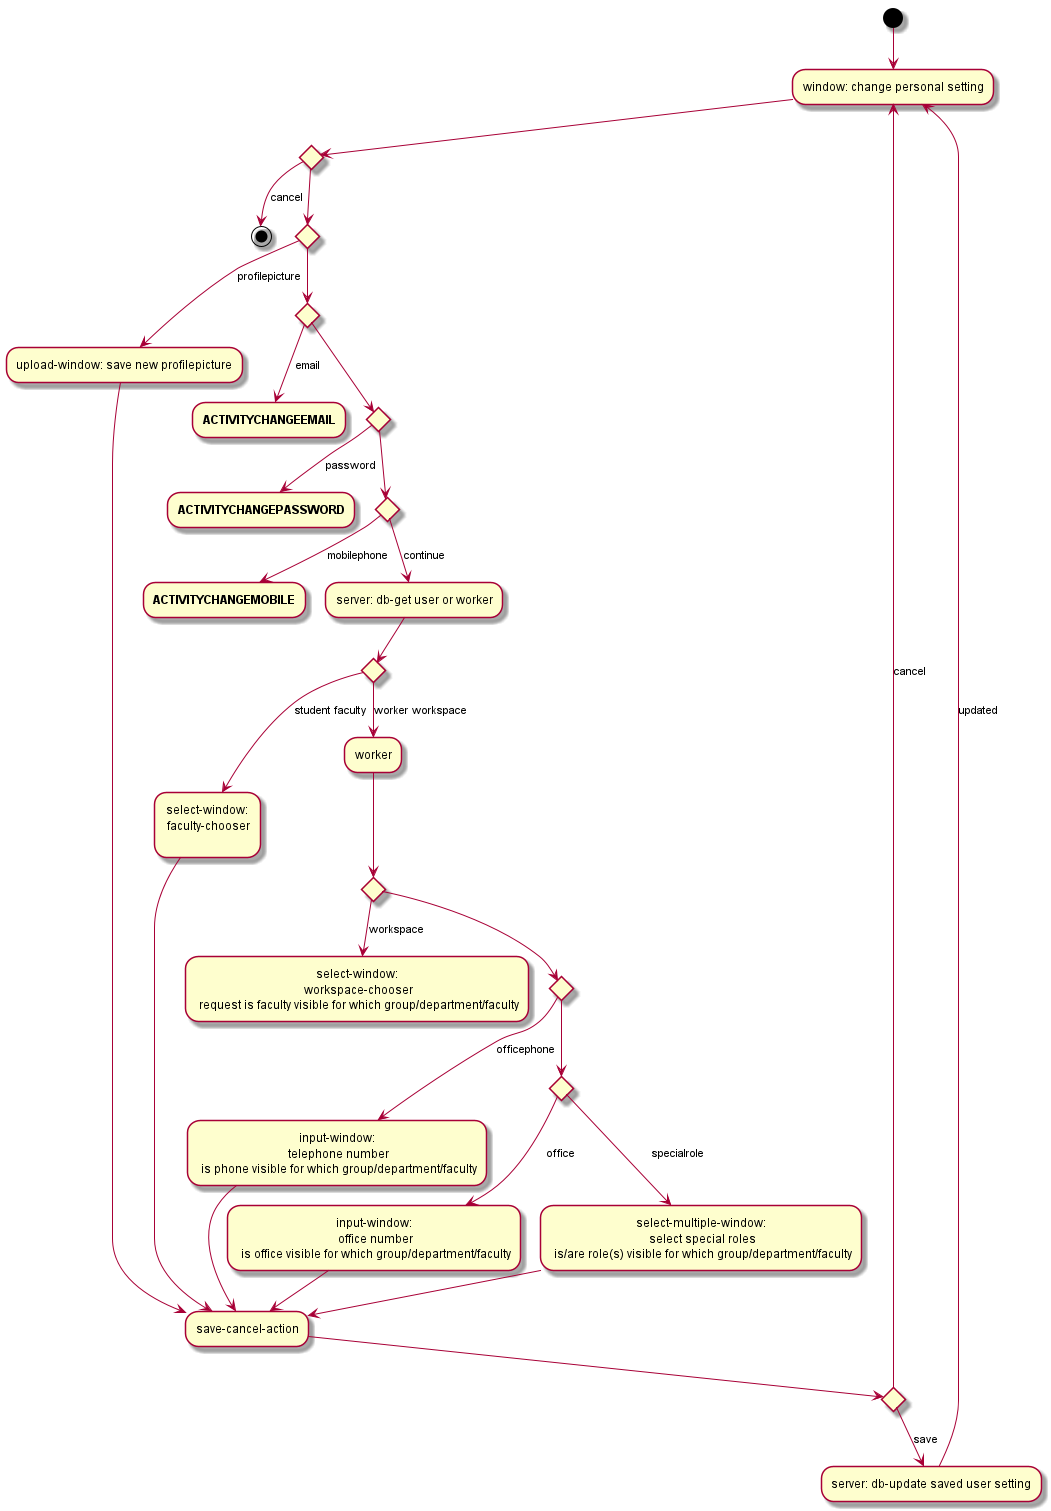 window: change personal setting
cancel
profilepicture
upload-window: save new profilepicture
email
ACTIVITYCHANGEEMAIL
password
ACTIVITYCHANGEPASSWORD
mobilephone
continue
ACTIVITYCHANGEMOBILE
server: db-get user or worker
cancel
student faculty
worker workspace
updated
worker
select-window:
faculty-chooser
workspace
select-window:
workspace-chooser
request is faculty visible for which group/department/faculty
officephone
input-window:
telephone number
is phone visible for which group/department/faculty
office
specialrole
input-window:
office number
is office visible for which group/department/faculty
select-multiple-window:
select special roles
is/are role(s) visible for which group/department/faculty
save-cancel-action
save
server: db-update saved user setting